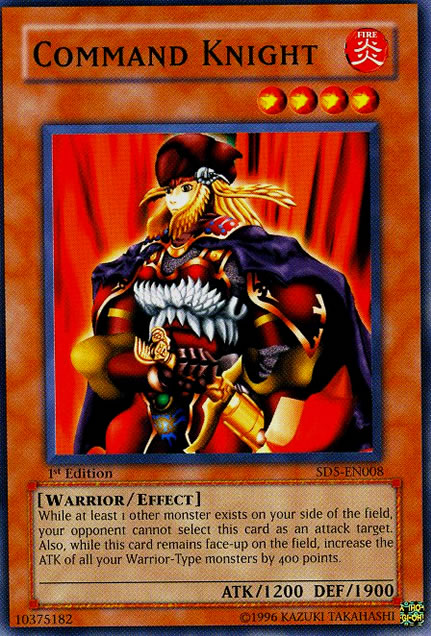 COMMAND KNIGHT
FIRE
炎
1st Edition
SD5-EN008
[WARRIOR/EFFECT]
While at least 1 other monster exists on your side of the field,
your opponent cannot select this card as an attack target.
Also, while this card remains face-up on the field, increase the
ATK of all your Warrior-Type monsters by 400 points.
ATK/1200 DEF/1900
10375182
©1996 KAZUKI TAKAHASHI